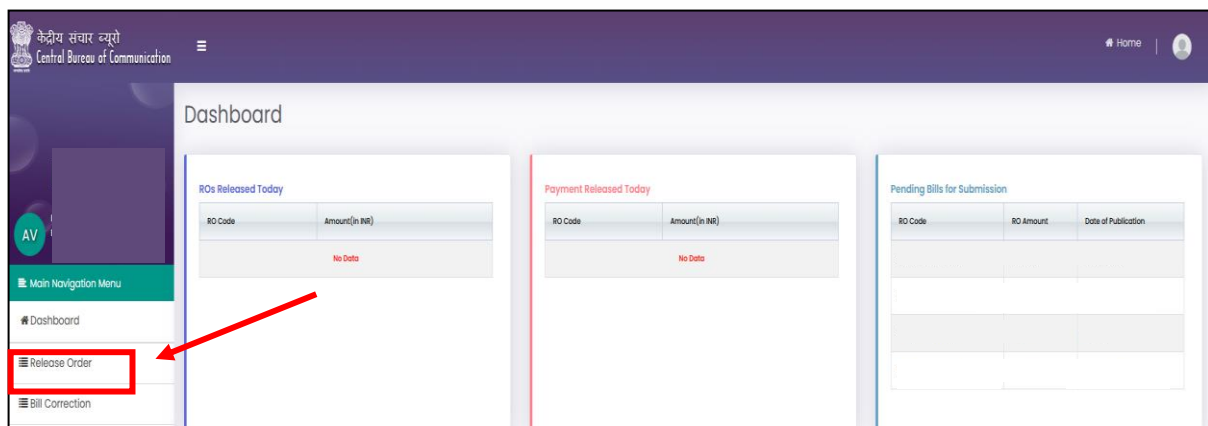 केंद्रीय संचार ब्यूरो
Central Bureau of Communication
Home |
Dashboard
AV
Main Navigation Menu
Dashboard
Release Order
Bill Correction
ROs Released Today
RO Code Amount(in INR)
No Data
Payment Released Today
RO Code Amount(in INR)
No Data
Pending Bills for Submission
RO Code RO Amount Date of Publication